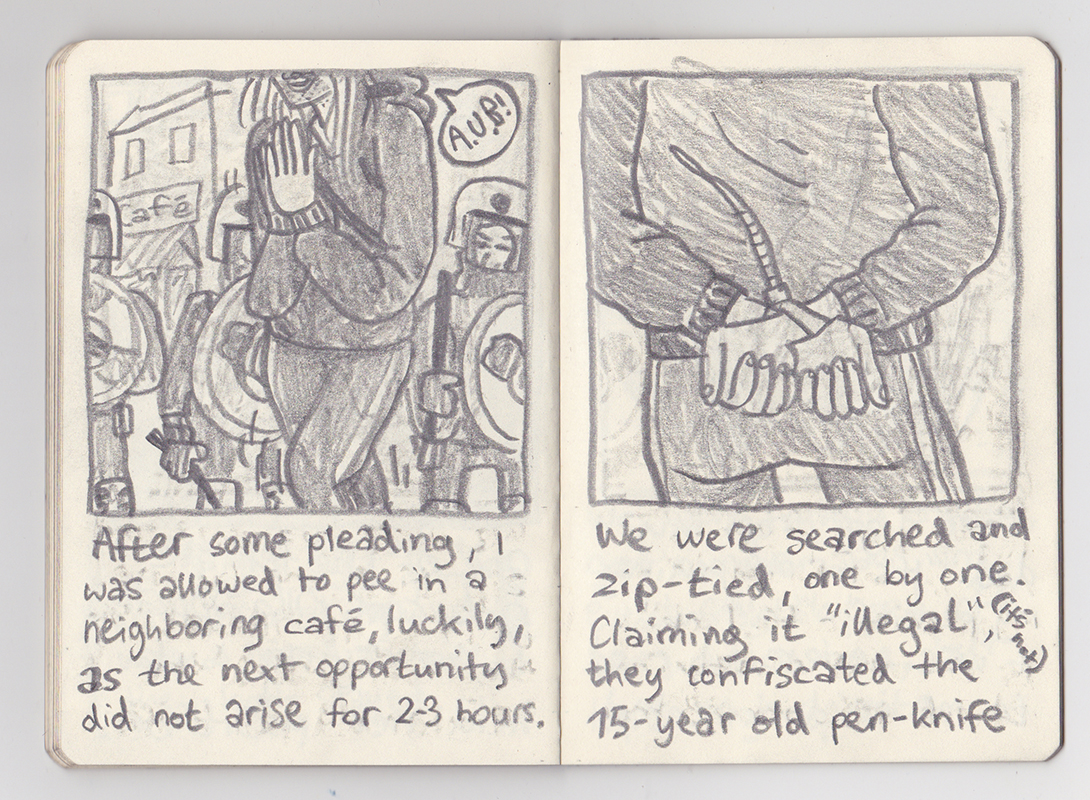 Café
A.U.F!
After some pleading, I
was allowed to pee in a
neighboring café, luckily,
as the next opportunity
did not arise for 2-3 hours.
We were searched and
zip-tied, one by one.
Claiming it "illegal", (it's not)
they confiscated the
15-year old pen-knife